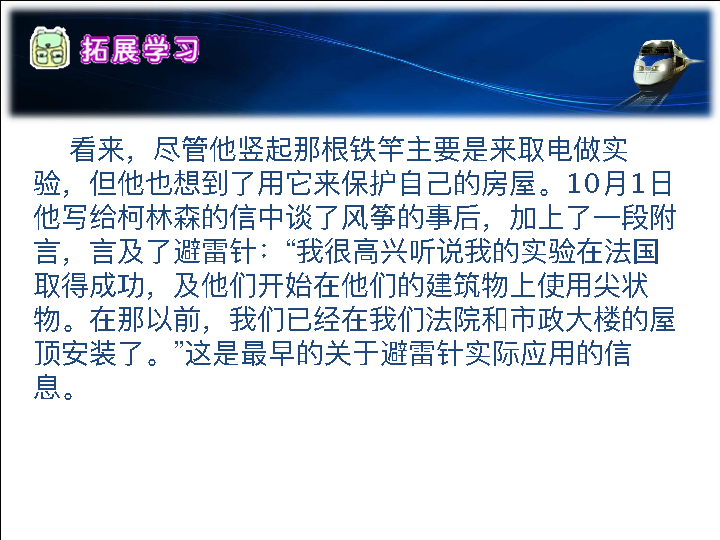 拓展学习
看来，尽管他竖起那根铁竿主要是来取电做实
验，但他也想到了用它来保护自己的房屋。10月1日
他写给柯林森的信中谈了风筝的事后，加上了一段附
言，言及了避雷针：“我很高兴听说我的实验在法国
取得成功，及他们开始在他们的建筑物上使用尖状
物。在那以前，我们已经在我们法院和市政大楼的屋
顶安装了。”这是最早的关于避雷针实际应用的信
息。